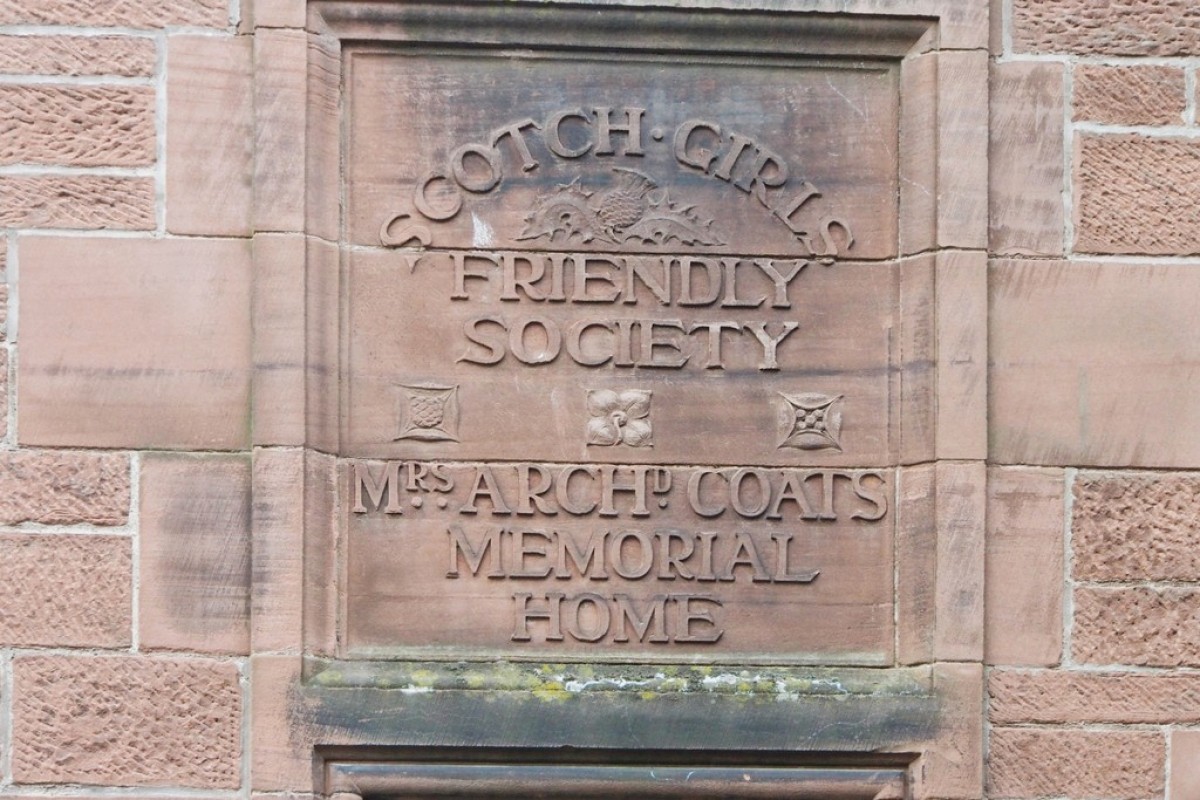 SCOTCH·GIRLS
FRIENDLY
SOCIETY
MRS ARCHD COATS
MEMORIAL
HOME